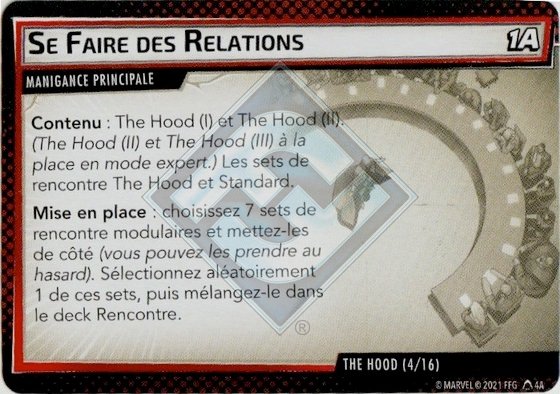 Se Faire des Relations 1A
Manigance Principale
Contenu : The Hood (I) et The Hood (II).
(The Hood (II) et The Hood (III) à la
place en mode expert.) Les sets de
rencontre The Hood et Standard.
Mise en place : choisissez 7 sets de
rencontre modulaires et mettez-les
de côté (vous pouvez les prendre au
hasard). Sélectionnez aléatoirement
1 de ces sets, puis mélangez-le dans
le deck Rencontre.
The Hood (4/16)
© MARVEL © 2021 FFG 4A
®